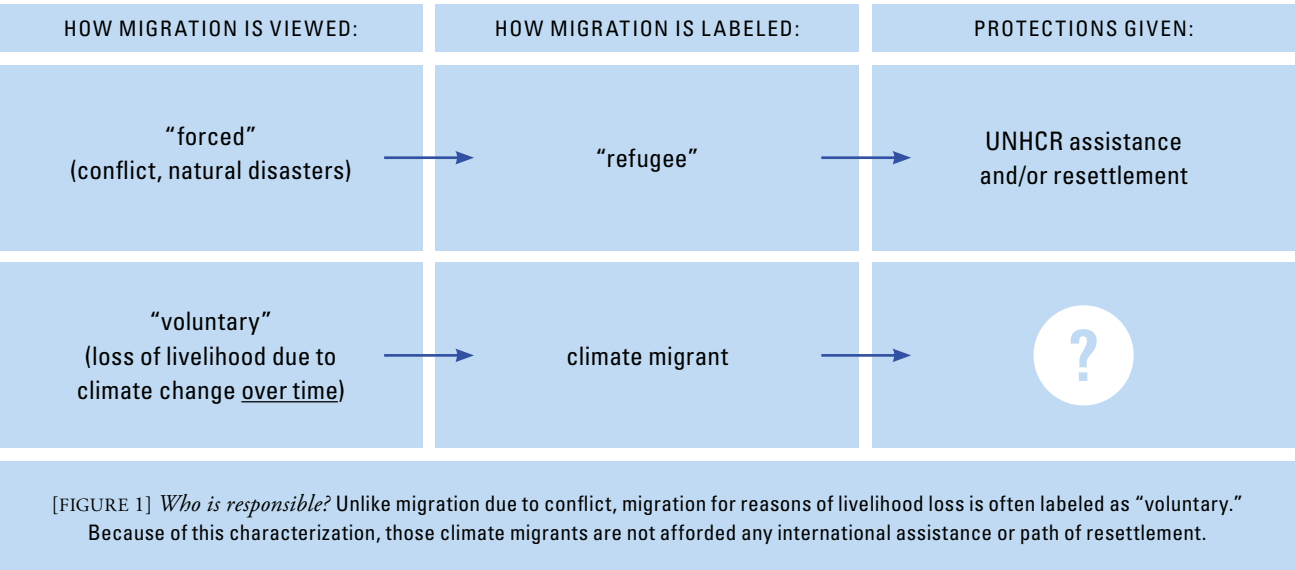 HOW MIGRATION IS VIEWED:
HOW MIGRATION IS LABELED:
PROTECTIONS GIVEN:
“forced”
(conflict, natural disasters)
“refugee”
UNHCR assistance
and/or resettlement
“voluntary”
(loss of livelihood due to
climate change over time)
climate migrant
?
[FIGURE 1] Who is responsible? Unlike migration due to conflict, migration for reasons of livelihood loss is often labeled as “voluntary.”
Because of this characterization, those climate migrants are not afforded any international assistance or path of resettlement.